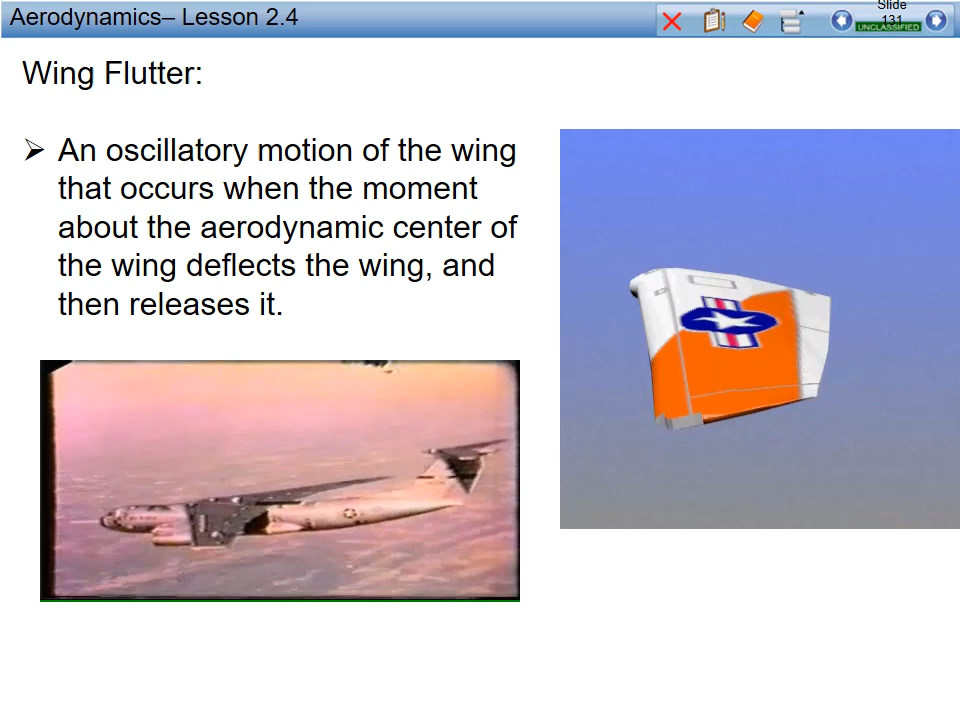 Aerodynamics– Lesson 2.4
Slide
131
UNCLASSIFIED
Wing Flutter:
An oscillatory motion of the wing
that occurs when the moment
about the aerodynamic center of
the wing deflects the wing, and
then releases it.